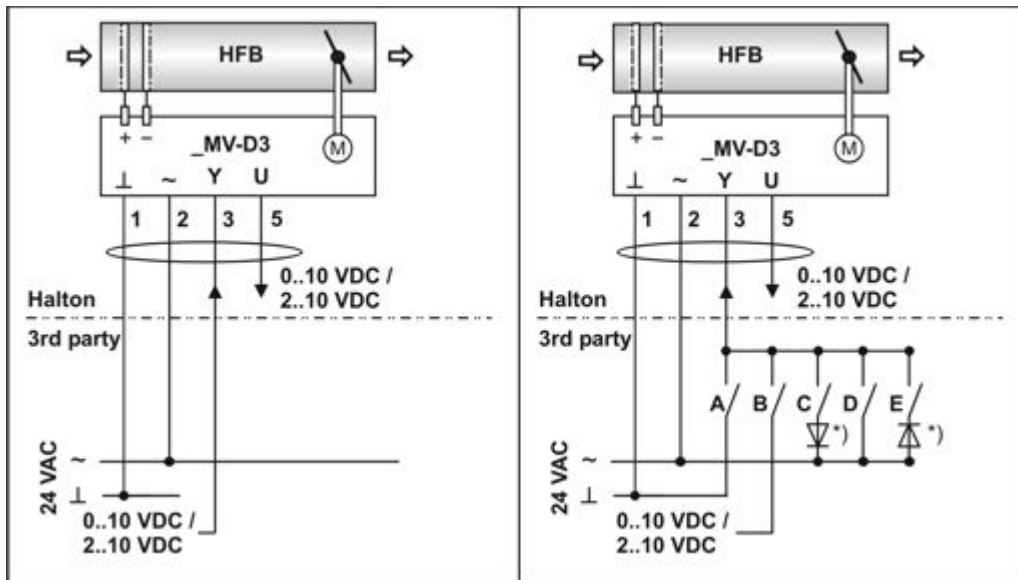 HFB
+ −
_MV-D3
M
⊥ ~ Y U
1 2 3 5
0..10 VDC /
2..10 VDC
Halton
3rd party
24 VAC
~
⊥
0..10 VDC /
2..10 VDC
HFB
+ −
_MV-D3
M
⊥ ~ Y U
1 2 3 5
0..10 VDC /
2..10 VDC
Halton
3rd party
A B C D E
*) *)
24 VAC
~
⊥
0..10 VDC /
2..10 VDC